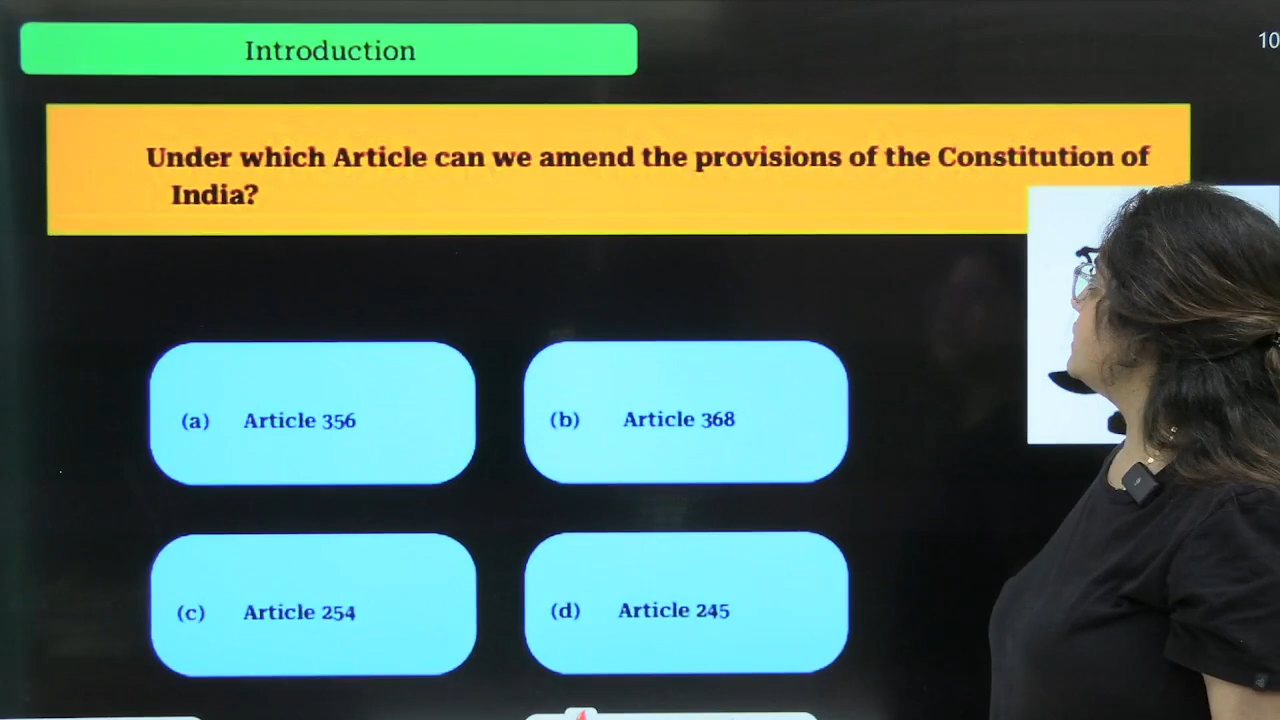 Introduction
10
Under which Article can we amend the provisions of the Constitution of
India?
(a) Article 356
(b) Article 368
(c) Article 254
(d) Article 245